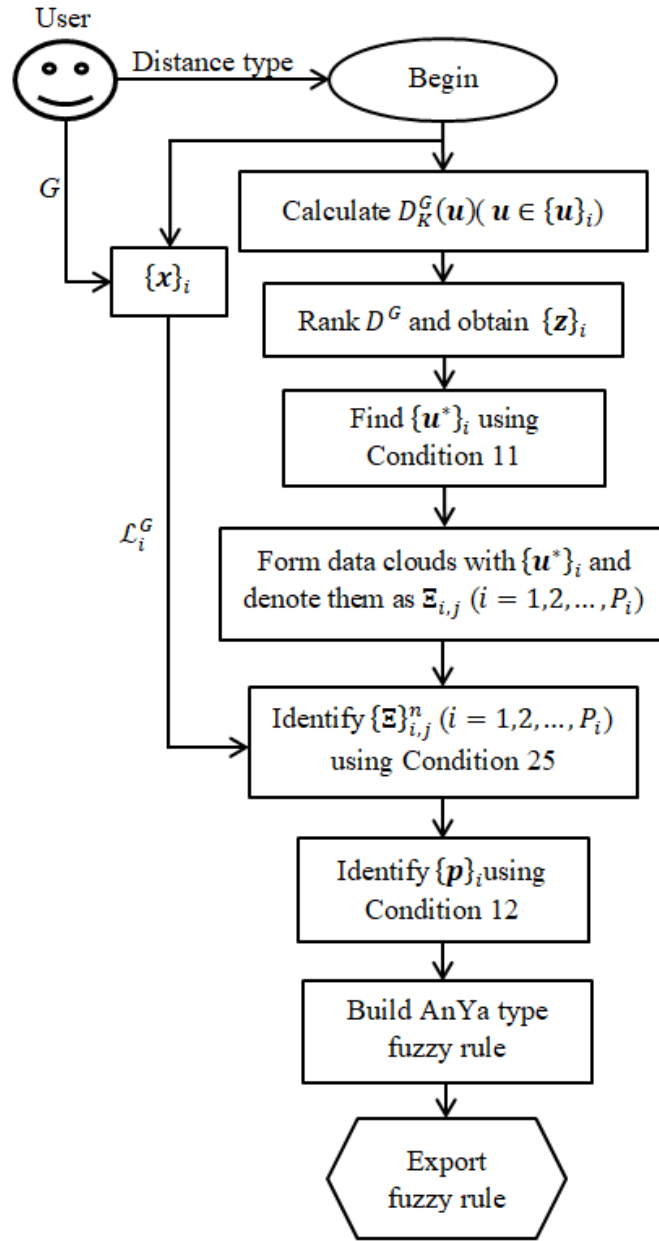 User
Distance type
Begin
G
Calculate D_K^G(𝒖)( 𝒖 ∈ {𝒖}_i)
{𝒙}_i
Rank D^G and obtain {𝒛}_i
Find {𝒖*}_i using
Condition 11
ℒ_i^G
Form data clouds with {𝒖*}_i and
denote them as Ξ_{i,j} (i = 1,2, …, P_i)
Identify {Ξ}_{i,j}^n (i = 1,2, …, P_i)
using Condition 25
Identify {𝒑}_i using
Condition 12
Build AnYa type
fuzzy rule
Export
fuzzy rule